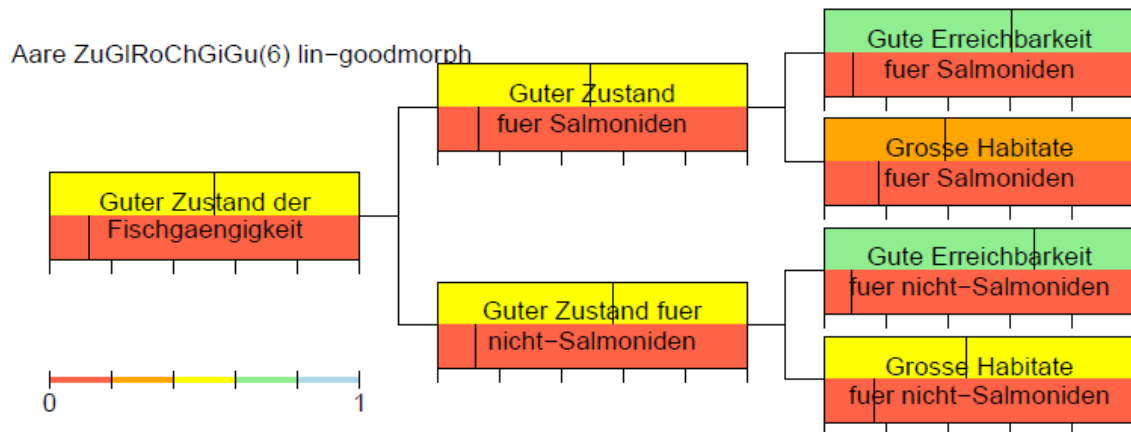 Aare ZuGlRoChGiGu(6) lin−goodmorph
Guter Zustand der
Fischgaengigkeit
Guter Zustand
fuer Salmoniden
Guter Zustand fuer
nicht−Salmoniden
Gute Erreichbarkeit
fuer Salmoniden
Grosse Habitate
fuer Salmoniden
Gute Erreichbarkeit
fuer nicht−Salmoniden
Grosse Habitate
fuer nicht−Salmoniden
0 1